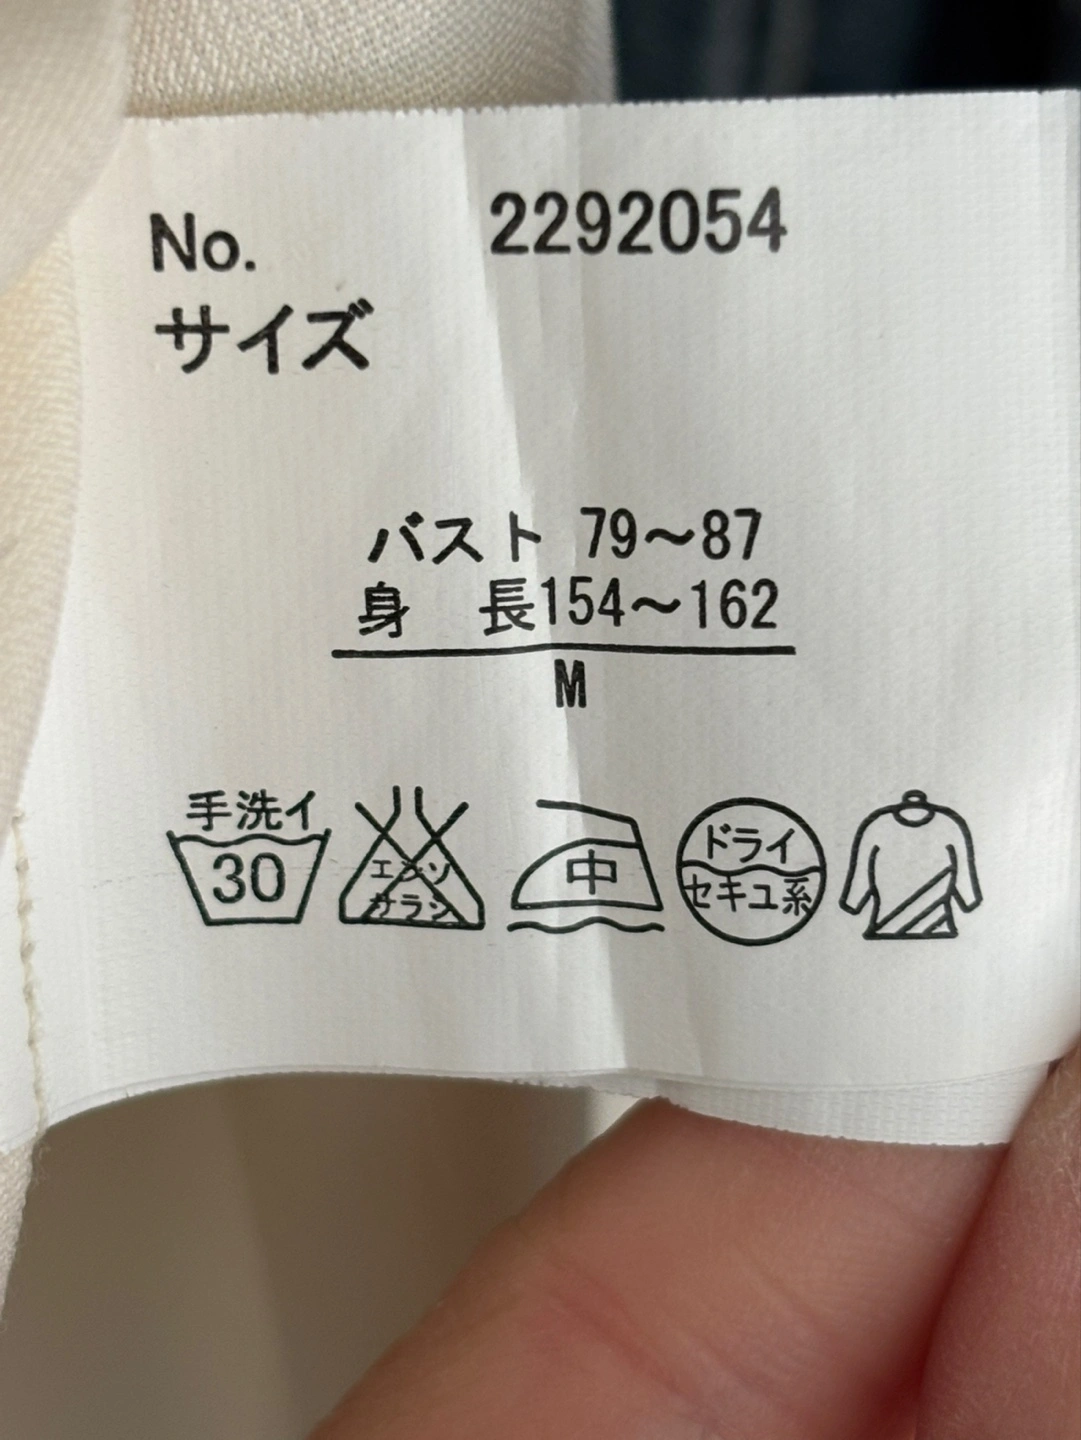 No. 2292054
サイズ
バスト 79〜87
身 長154〜162
M
手洗イ
30
エンソ
サラシ
中
ドライ
セキユ系